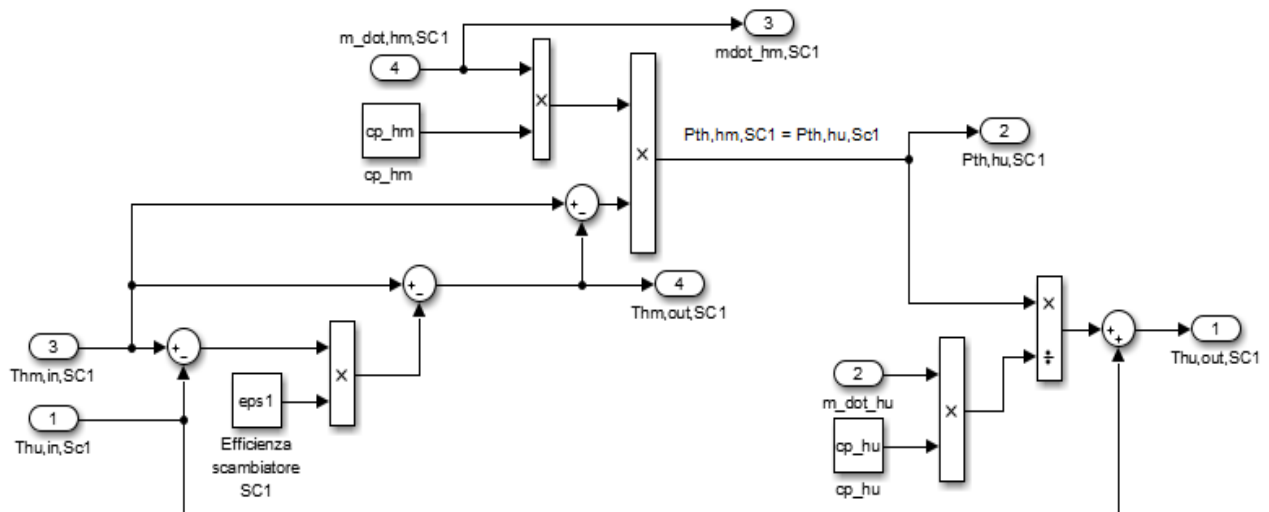 3
mdot_hm,SC1
m_dot,hm,SC1
4
×
cp_hm
cp_hm
×
Pth,hm,SC1 = Pth,hu,Sc1
2
Pth,hu,SC1
+
-
+
-
4
Thm,out,SC1
3
Thm,in,SC1
+
-
×
eps1
Efficienza
scambiatore
SC1
1
Thu,in,Sc1
×
÷
+
+
1
Thu,out,SC1
2
m_dot_hu
×
cp_hu
cp_hu